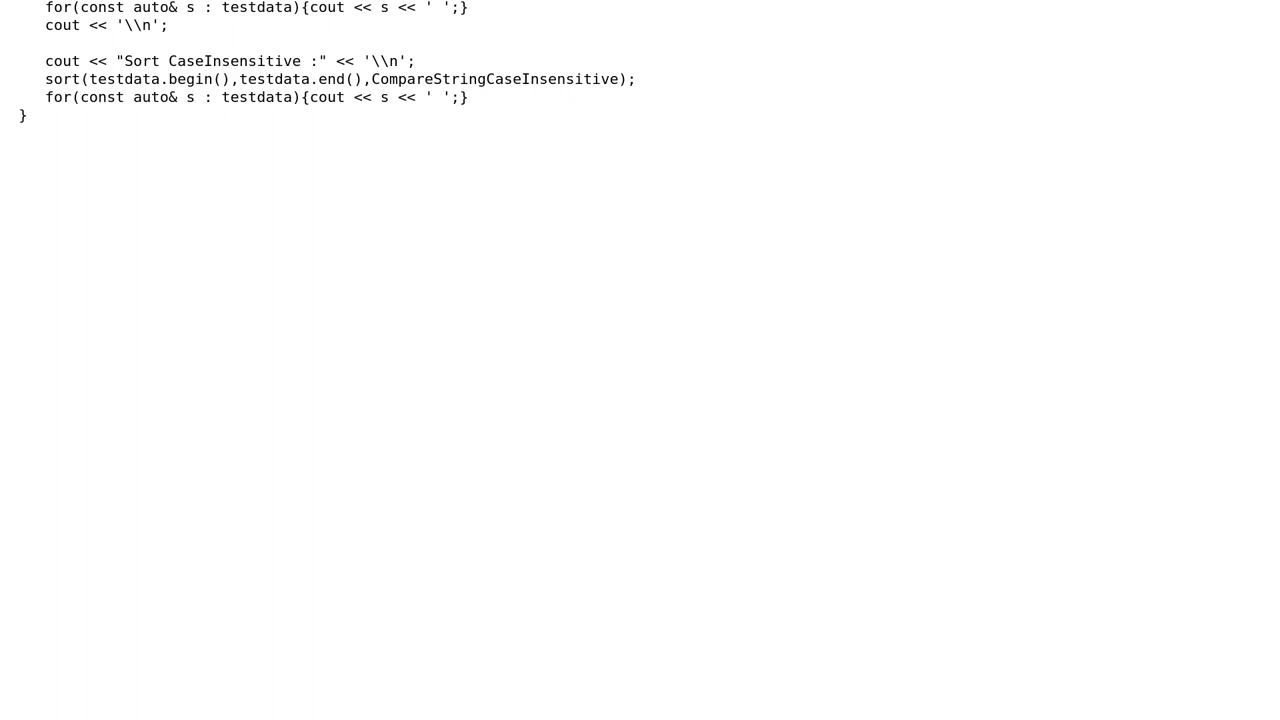 for(const auto& s : testdata){cout << s << ' ';}
cout << '\\n';
cout << "Sort CaseInsensitive :" << '\\n';
sort(testdata.begin(),testdata.end(),CompareStringCaseInsensitive);
for(const auto& s : testdata){cout << s << ' ';}
}